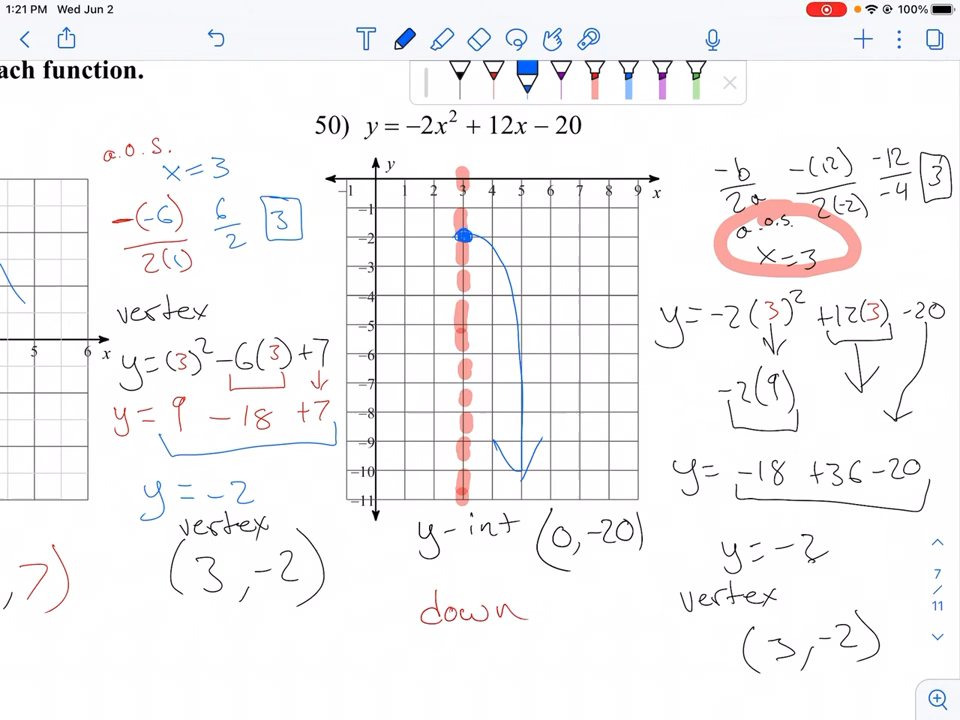 1:21 PM Wed Jun 2
100%
T
ach function.
50) y = −2x² + 12x − 20
a.o.s.
x = 3
-(-6)
2(1)
6
2
3
vertex
y = (3)² -6(3) +7
y = 9 - 18 +7
y = -2
vertex
(3, -2)
, 7)
5
6
x
y
-1
1
2
3
4
5
6
7
8
9
x
-1
-2
-3
-4
-5
-6
-7
-8
-9
-10
-11
y-int (0, -20)
down
-b
2a
-(12)
2(-2)
-12
-4
3
a.o.s.
x = 3
y = -2(3)² +12(3) -20
-2(9)
y = -18 +36 -20
y = -2
vertex
(3, -2)
7
/
11